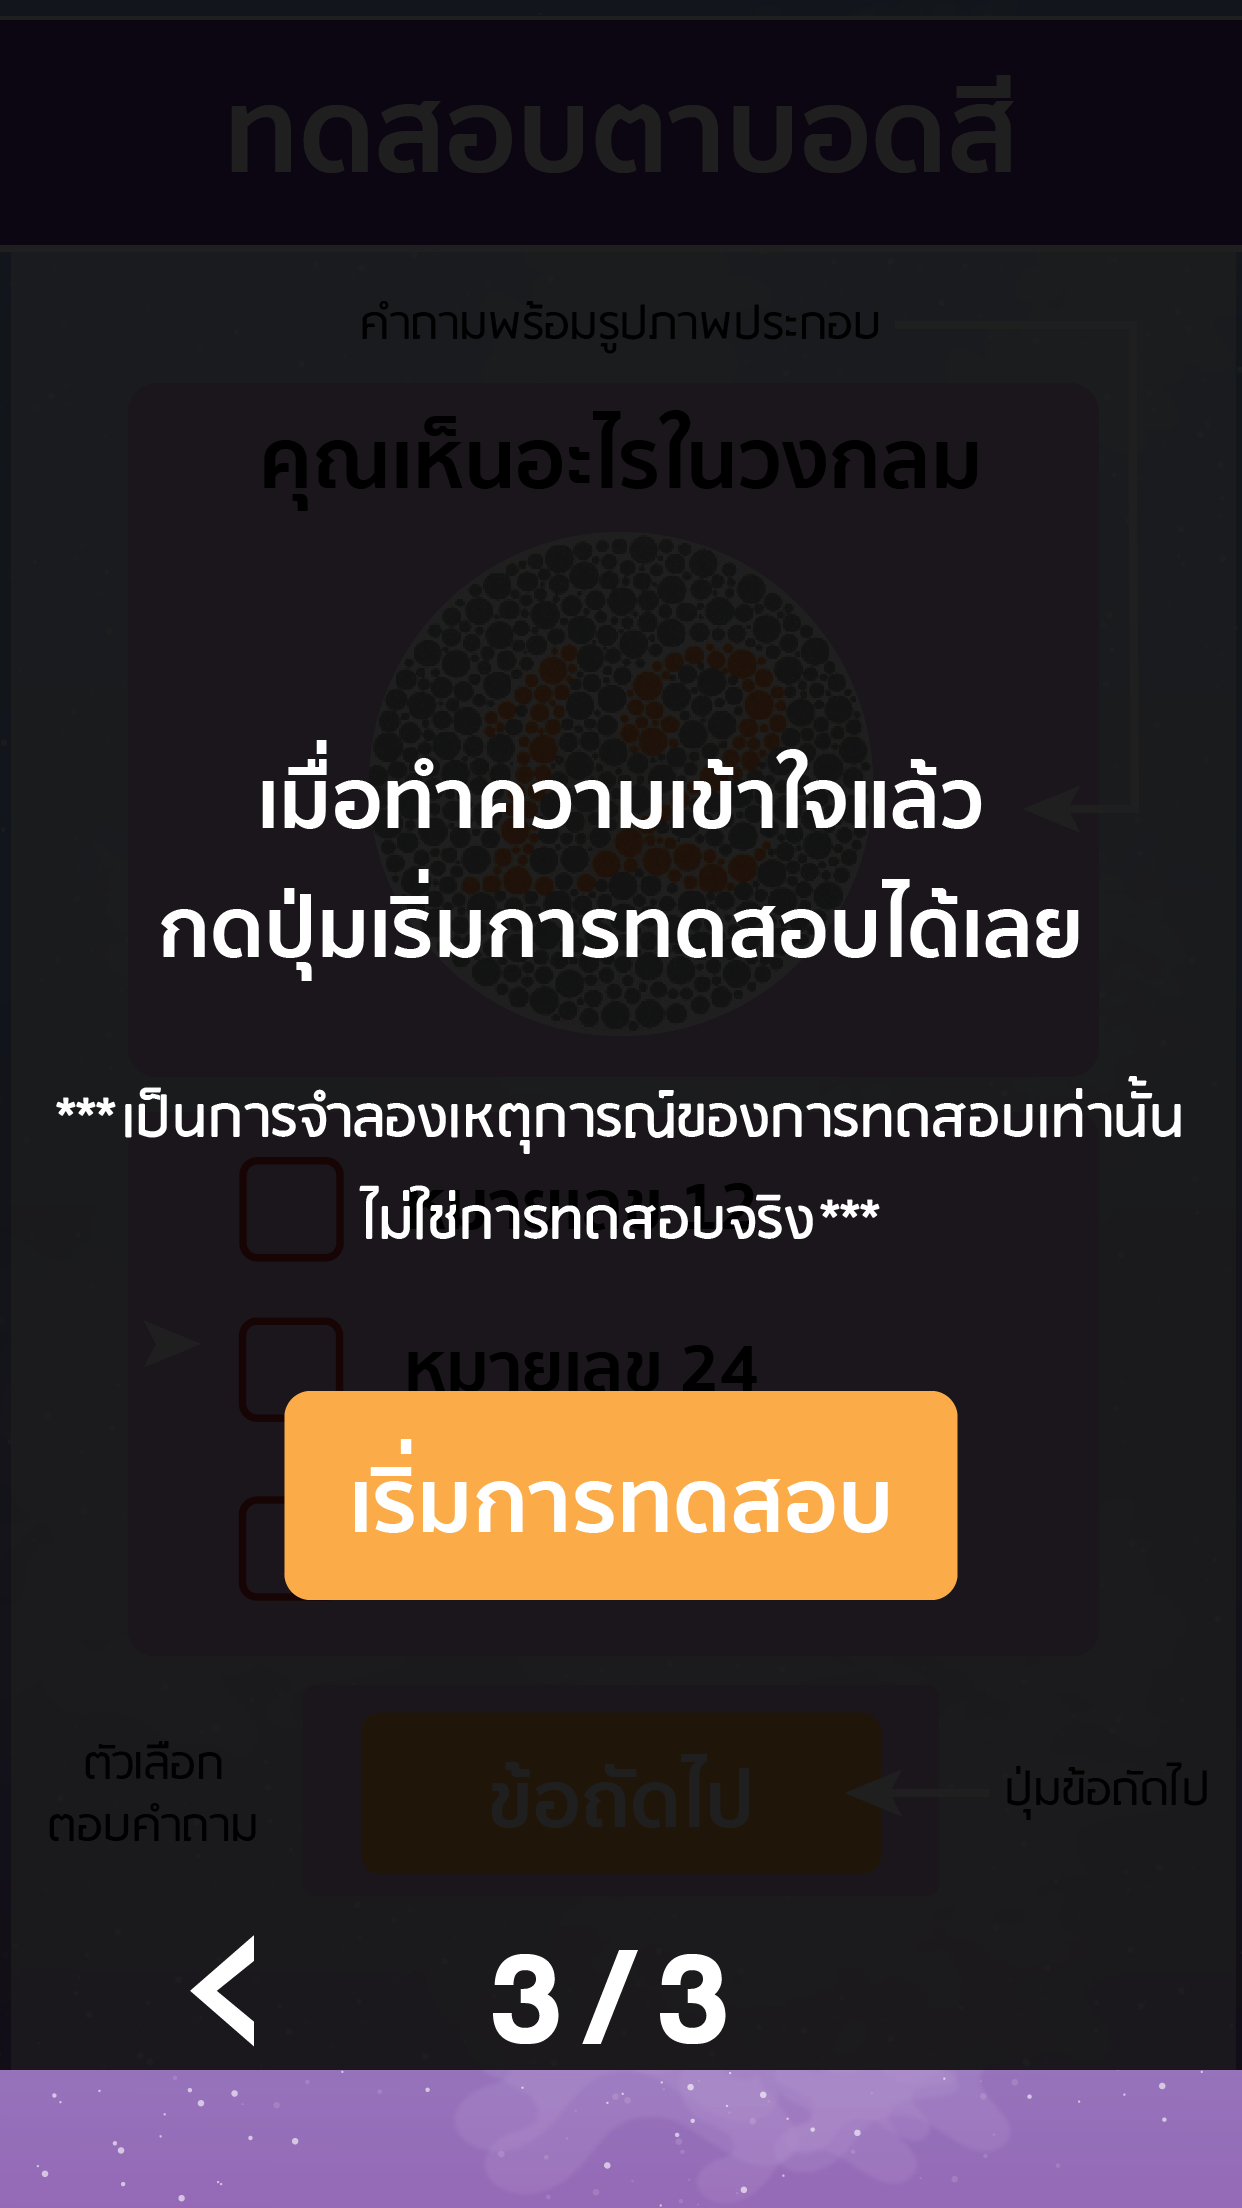 ทดสอบตาบอดสี
คำถามพร้อมรูปภาพประกอบ
คุณเห็นอะไรในวงกลม
12
เมื่อทำความเข้าใจแล้ว
กดปุ่มเริ่มการทดสอบได้เลย
***เป็นการจำลองเหตุการณ์ของการทดสอบเท่านั้น
หมายเลข 12
ไม่ใช่การทดสอบจริง***
หมายเลข 24
เริ่มการทดสอบ
ตัวเลือก
ตอบคำถาม
ข้อถัดไป
ปุ่มข้อถัดไป
3/3